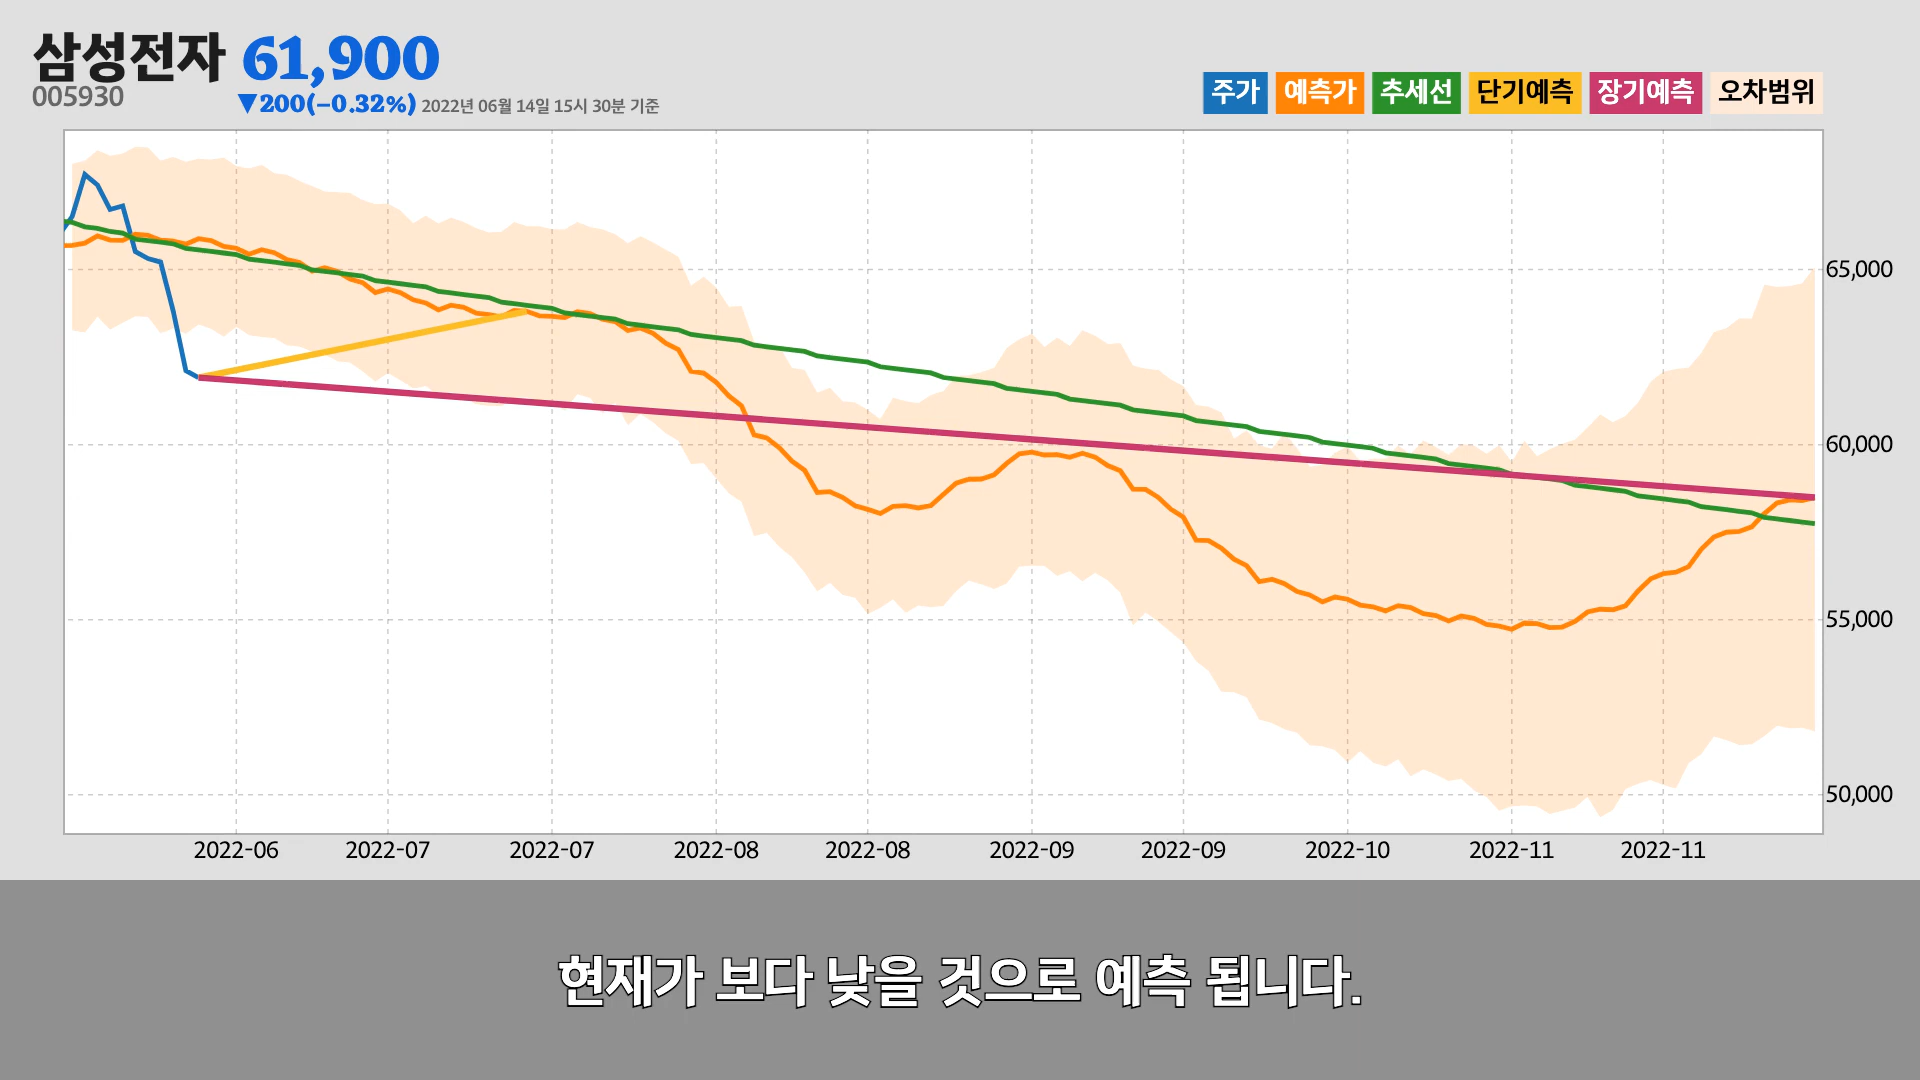 삼성전자 61,900
005930
▼200(−0.32%) 2022년 06월 14일 15시 30분 기준
주가 예측가 추세선 단기예측 장기예측 오차범위
65,000
60,000
55,000
50,000
2022-06 2022-07 2022-07 2022-08 2022-08 2022-09 2022-09 2022-10 2022-11 2022-11
현재가 보다 낮을 것으로 예측 됩니다.